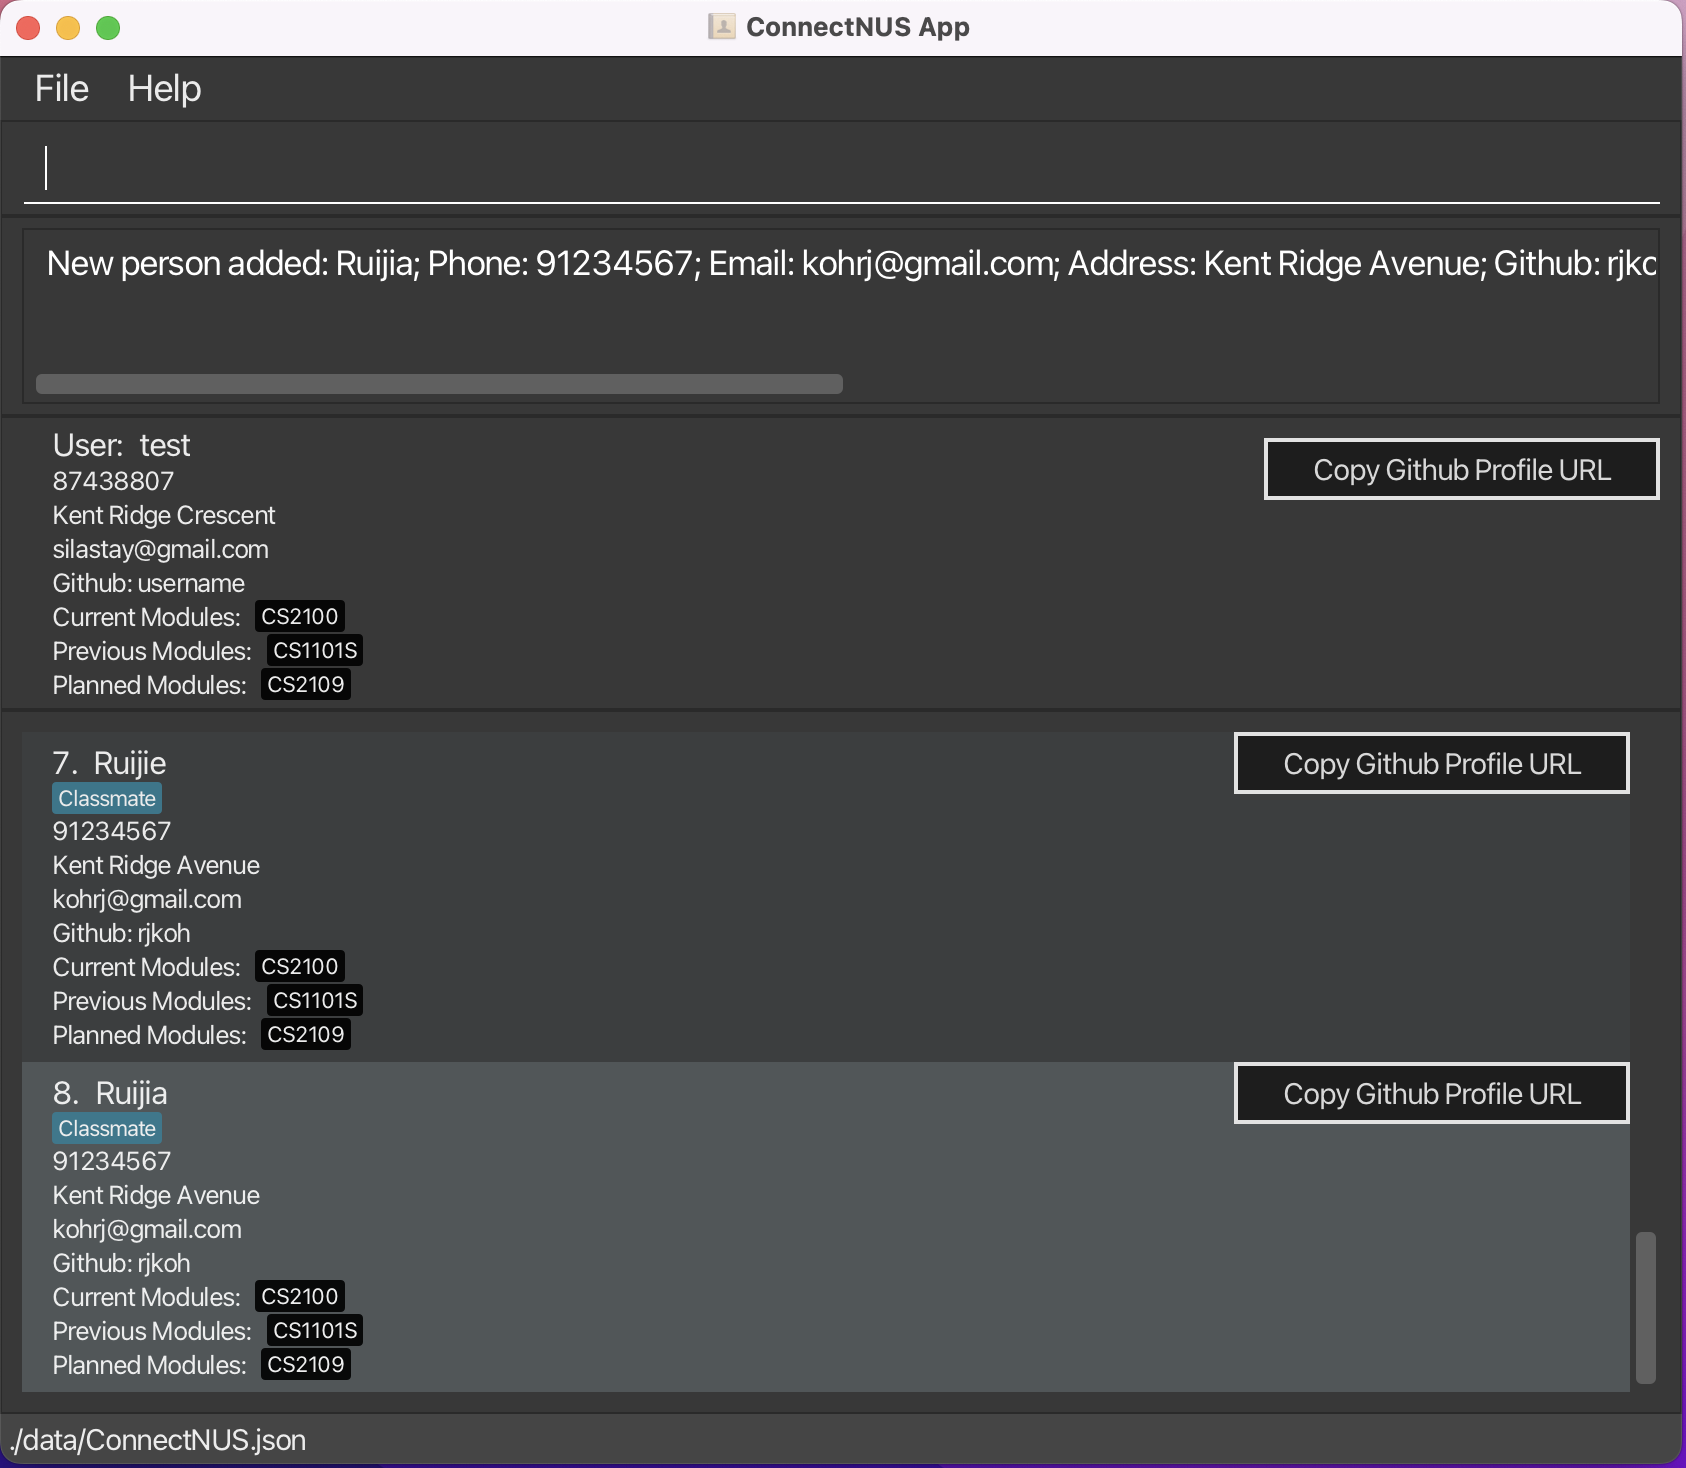 ConnectNUS App
File Help
New person added: Ruijia; Phone: 91234567; Email: kohrj@gmail.com; Address: Kent Ridge Avenue; Github: rjko
User: test
Copy Github Profile URL
87438807
Kent Ridge Crescent
silastay@gmail.com
Github: username
Current Modules: CS2100
Previous Modules: CS1101S
Planned Modules: CS2109
7. Ruijie
Copy Github Profile URL
Classmate
91234567
Kent Ridge Avenue
kohrj@gmail.com
Github: rjkoh
Current Modules: CS2100
Previous Modules: CS1101S
Planned Modules: CS2109
8. Ruijia
Copy Github Profile URL
Classmate
91234567
Kent Ridge Avenue
kohrj@gmail.com
Github: rjkoh
Current Modules: CS2100
Previous Modules: CS1101S
Planned Modules: CS2109
./data/ConnectNUS.json